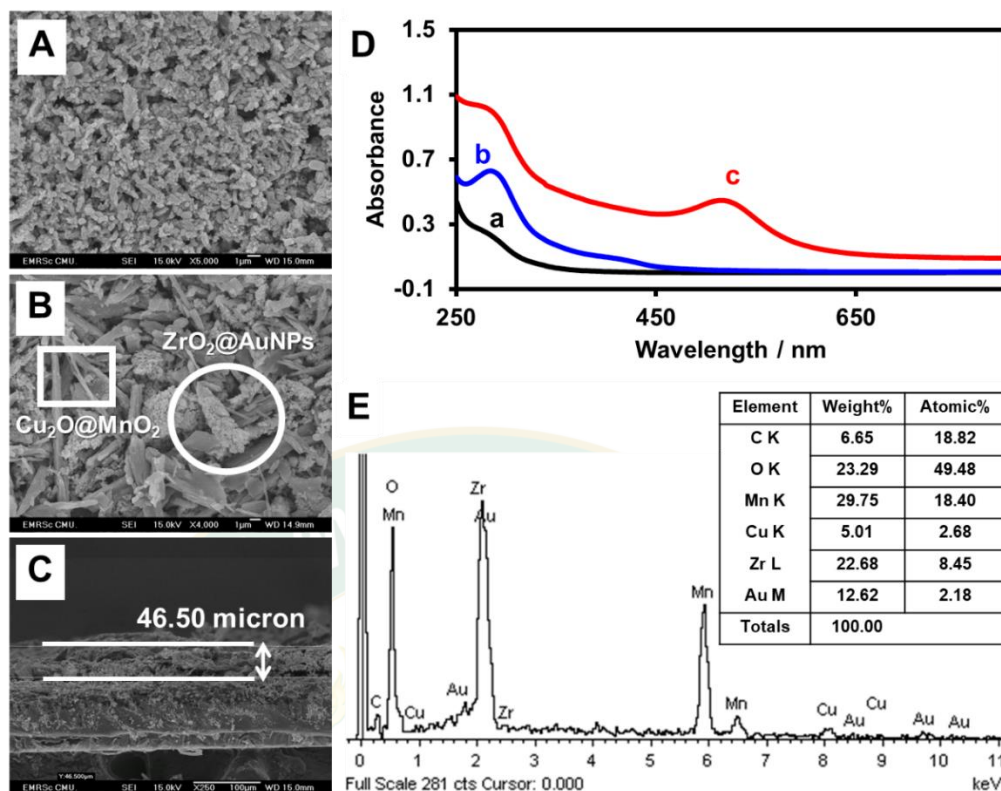 A
EMRSc CMU. SEI 15.0kV X5,000 1µm WD 15.0mm
B
ZrO₂@AuNPs
Cu₂O@MnO₂
EMRSc CMU. SEI 15.0kV X4,000 1µm WD 14.9mm
C
46.50 micron
Y:46.500µm
EMRSc CMU. SEI 15.0kV X250 100µm WD 15.0mm
D
1.5
1.1
0.7
0.3
-0.1
Absorbance
a
b
c
250 450 650
Wavelength / nm
E
Element Weight% Atomic%
C K 6.65 18.82
O K 23.29 49.48
Mn K 29.75 18.40
Cu K 5.01 2.68
Zr L 22.68 8.45
Au M 12.62 2.18
Totals 100.00
O
Mn
Zr
Au
Mn
C
Cu
Au
Zr
Mn
Cu
Au
Cu
Au
Au
0 1 2 3 4 5 6 7 8 9 10 11
Full Scale 281 cts Cursor: 0.000
keV